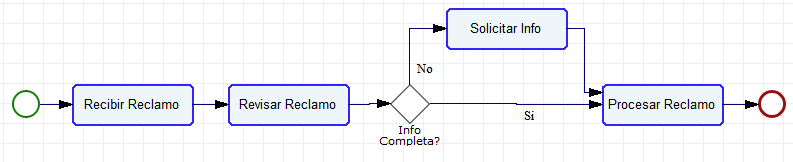 Solicitar Info
No
Recibir Reclamo
Revisar Reclamo
Procesar Reclamo
Si
Info
Completa?